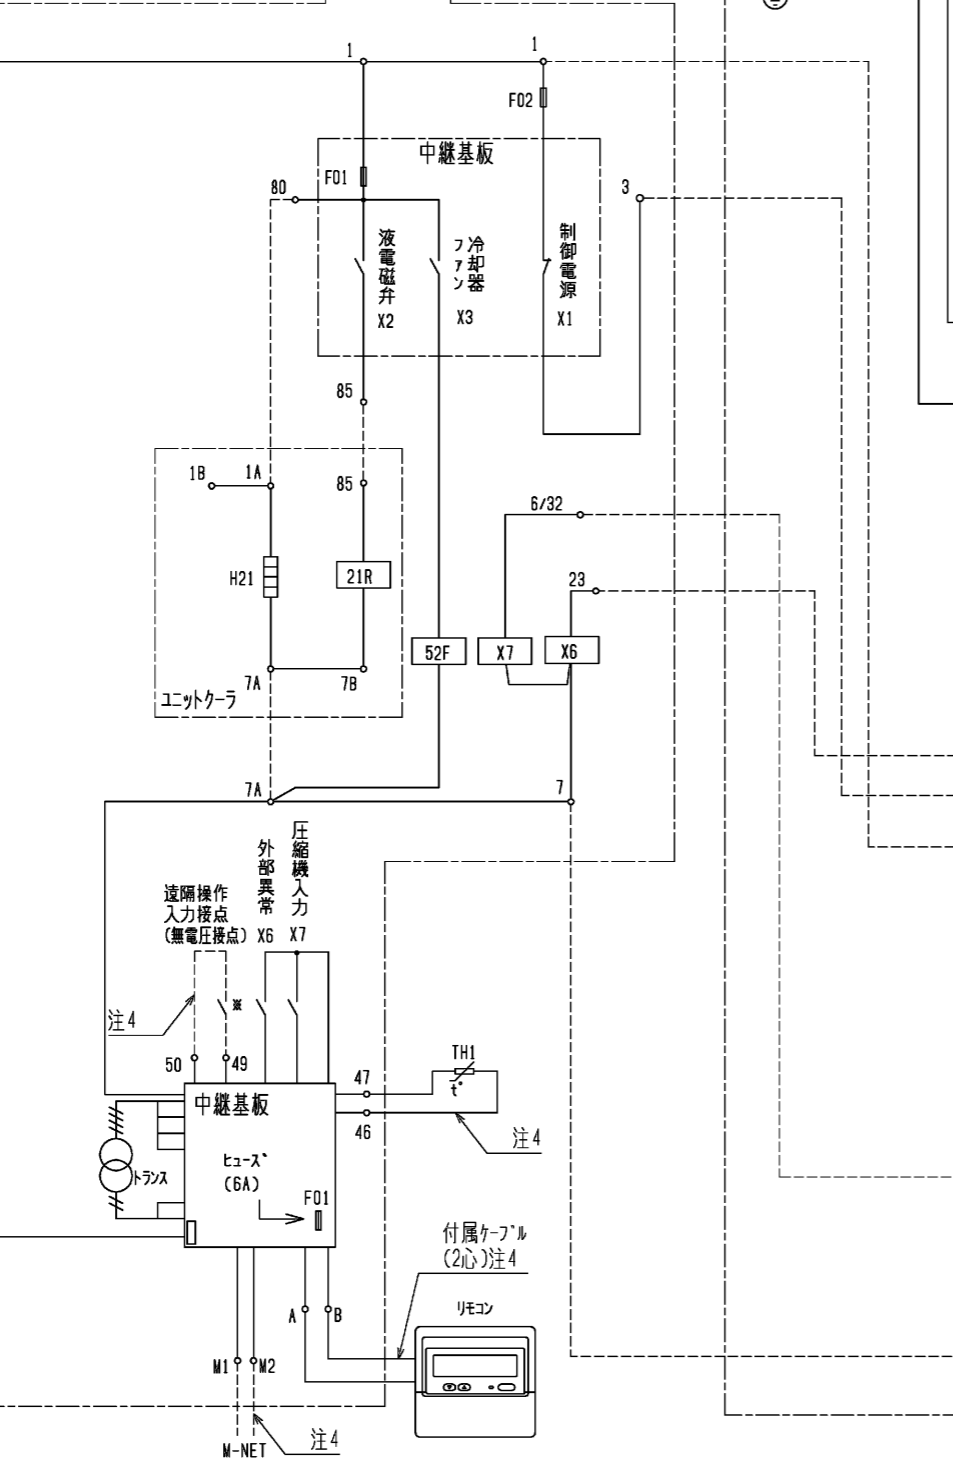 1
1
F02
中継基板
F01
80
3
液電磁弁
X2
冷却器
ファン
X3
制御電源
X1
85
1B
1A
85
6/32
23
H21
21R
52F
X7
X6
7A
7B
ユニットクーラ
7A
7
圧縮機入力
X7
外部異常
X6
遠隔操作
入力接点
(無電圧接点)
※
注4
50
49
47
TH1
t°
46
注4
中継基板
トランス
ヒューズ
(6A)
F01
付属ケーブル
(2心)注4
A
B
リモコン
M1
M2
注4
M-NET